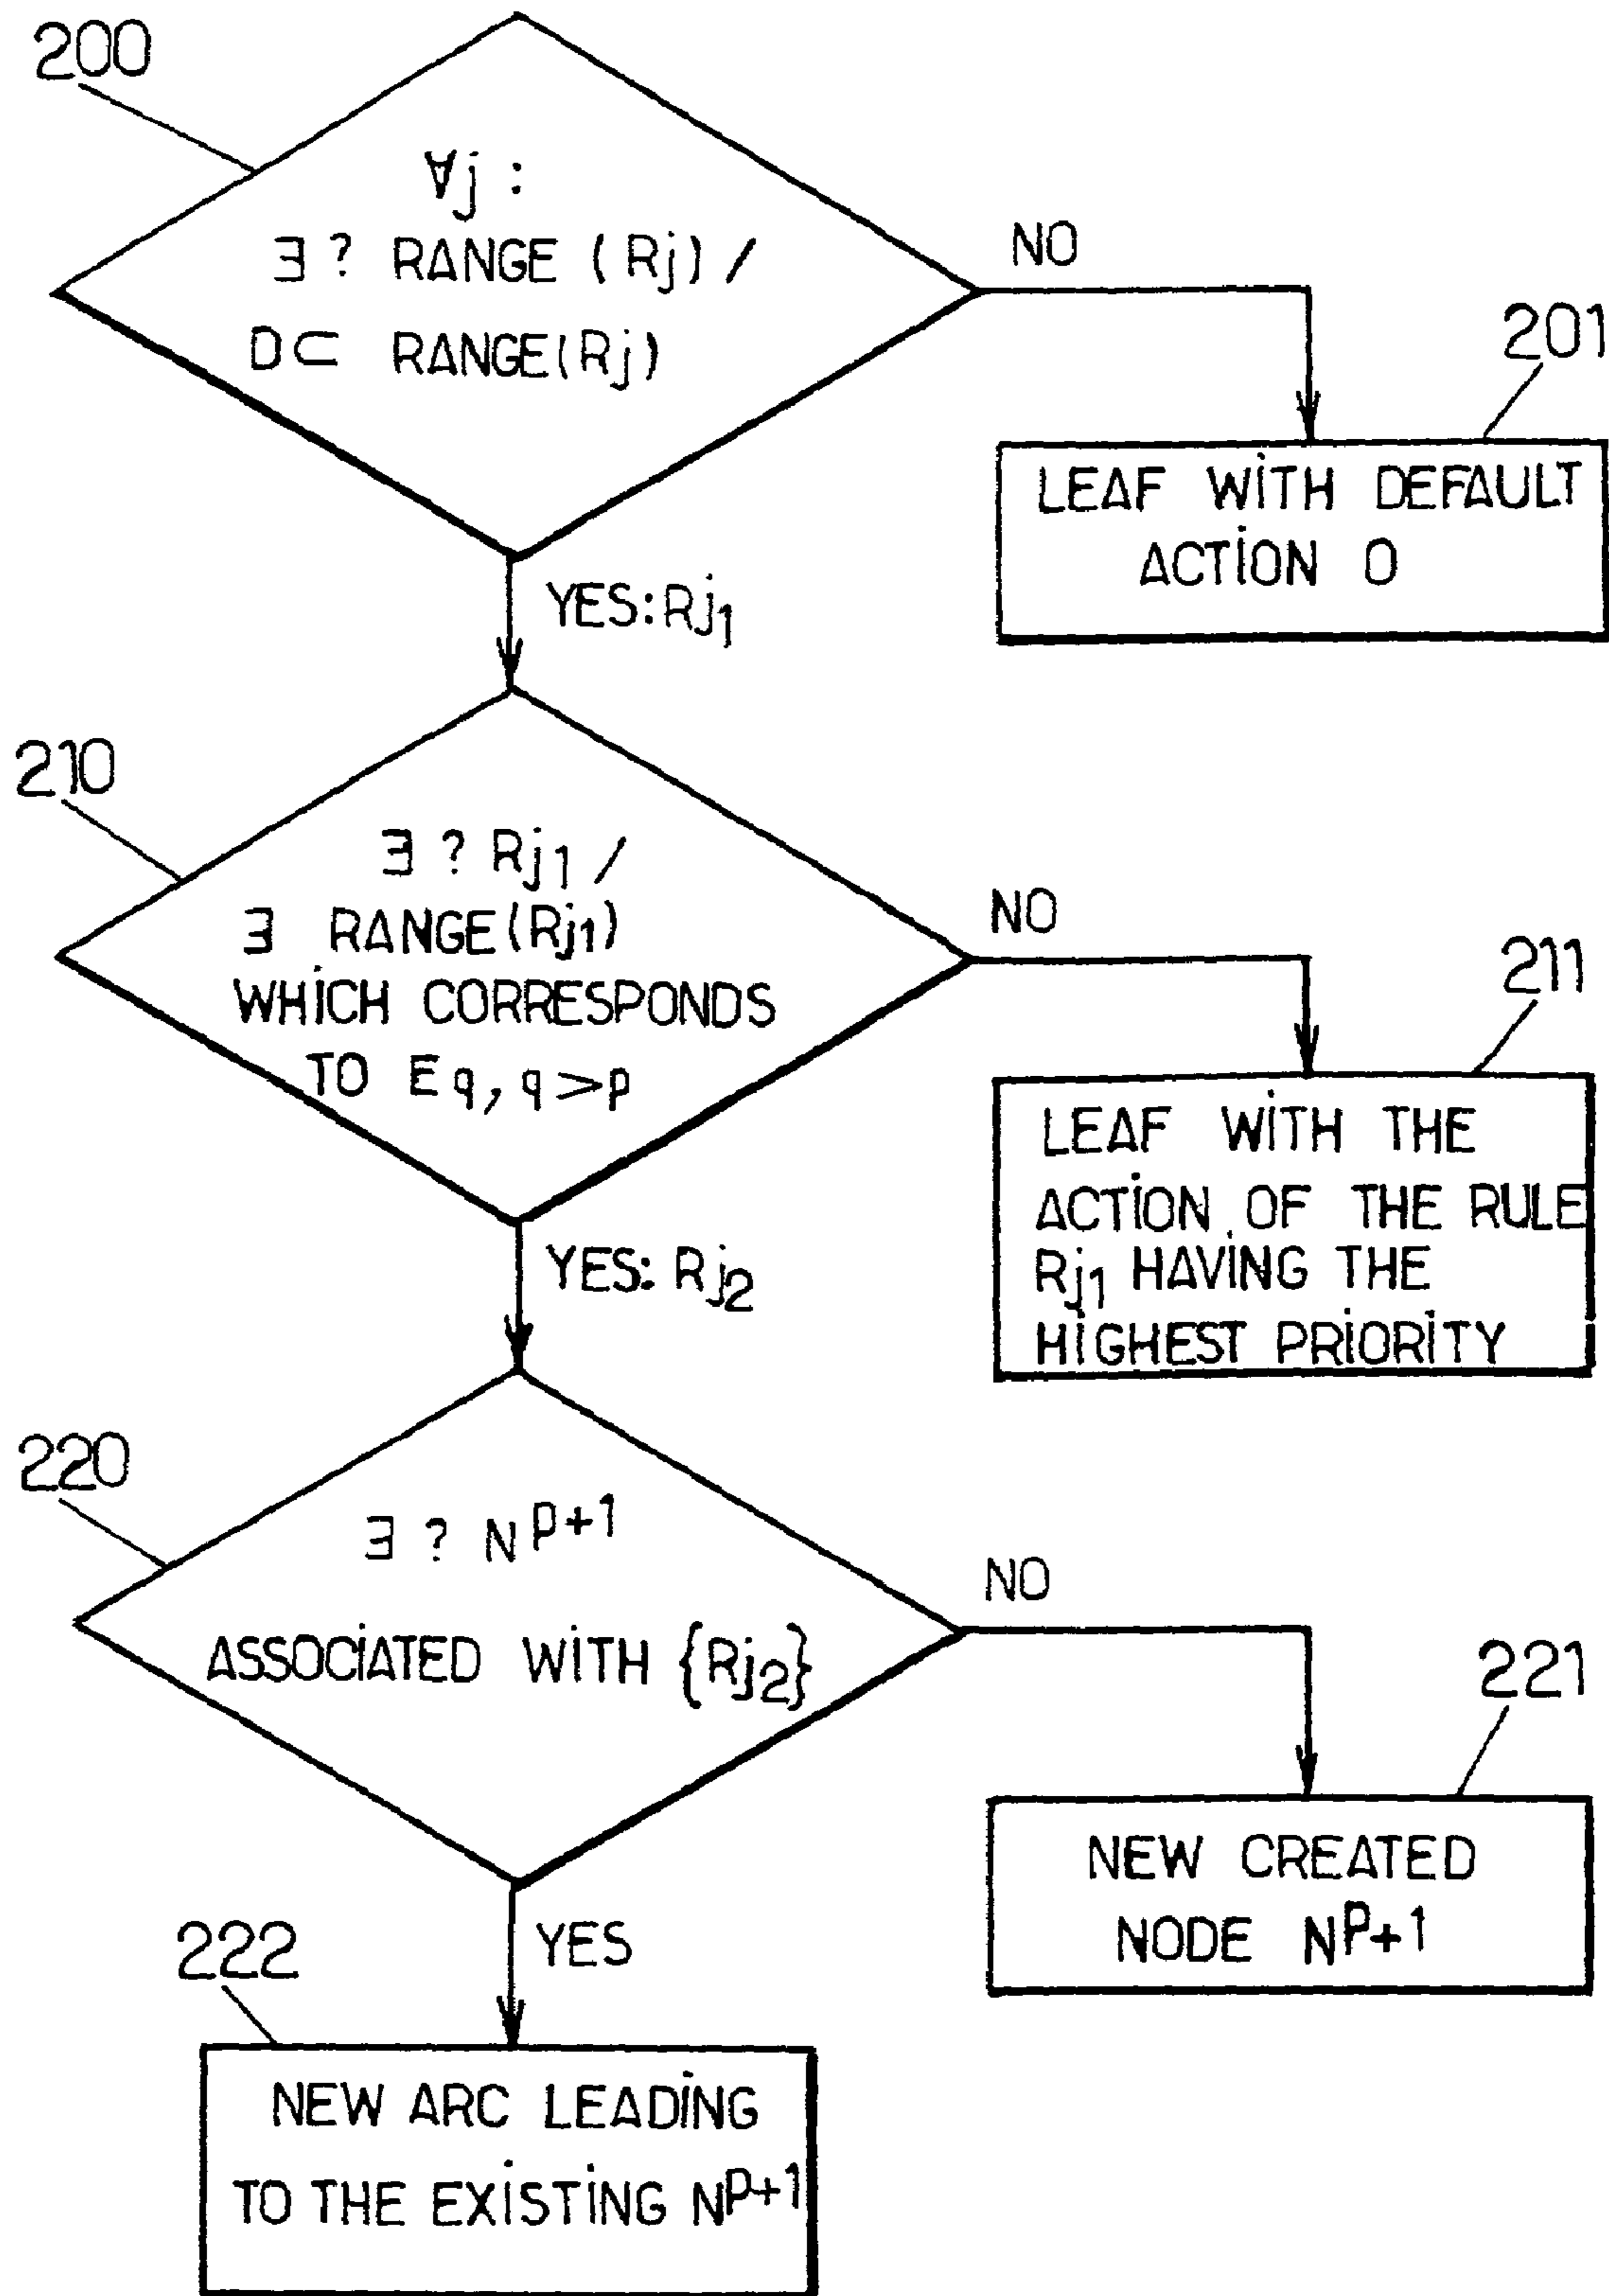 200
∀j :
∃ ? RANGE (Rj) /
D⊂ RANGE(Rj)
NO
201
LEAF WITH DEFAULT
ACTION 0
YES: Rj1
210
∃ ? Rj1 /
∃ RANGE(Rj1)
WHICH CORRESPONDS
TO Eq, q>p
NO
211
LEAF WITH THE
ACTION OF THE RULE
Rj1 HAVING THE
HIGHEST PRIORITY
YES: Rj2
220
∃ ? N^P+1
ASSOCIATED WITH {Rj2}
NO
221
NEW CREATED
NODE N^P+1
YES
222
NEW ARC LEADING
TO THE EXISTING N^P+1